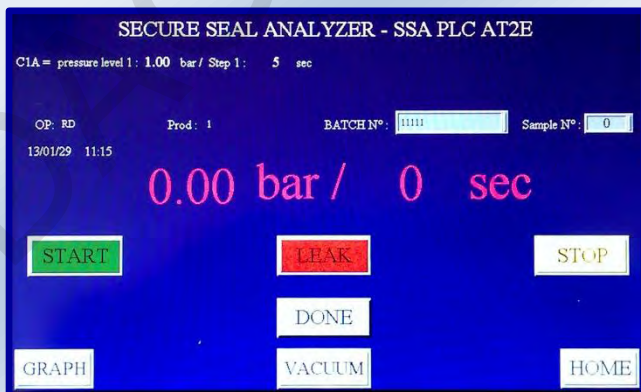 SECURE SEAL ANALYZER - SSA PLC AT2E
C1A = pressure level 1 : 1.00 bar / Step 1 : 5 sec
OP: RD Prod : 1 BATCH N° : 11111 Sample N° : 0
13/01/29 11:15
0.00 bar / 0 sec
START LEAK STOP
DONE
GRAPH VACUUM HOME